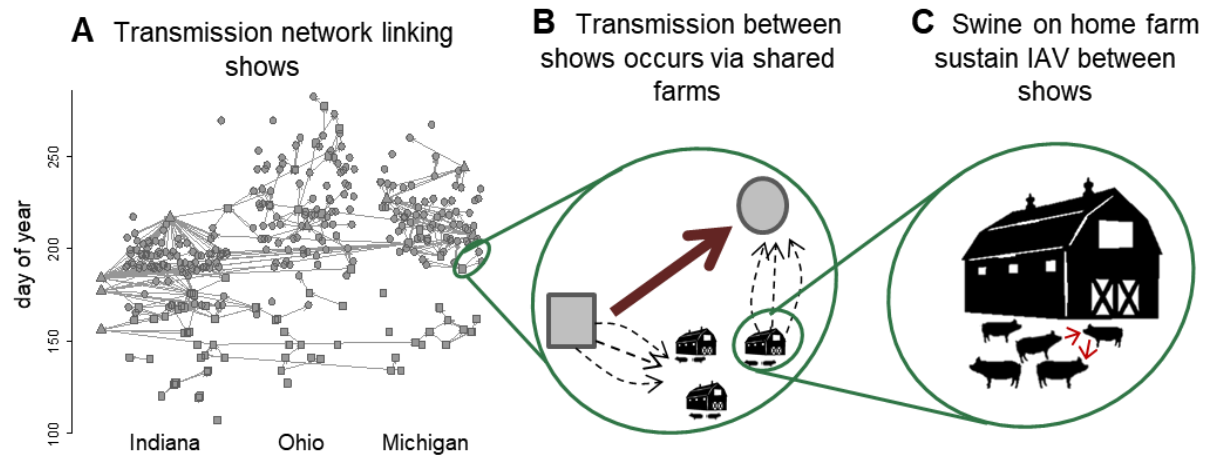 A Transmission network linking
shows
B Transmission between
shows occurs via shared
farms
C Swine on home farm
sustain IAV between
shows
day of year
250
200
150
100
Indiana
Ohio
Michigan